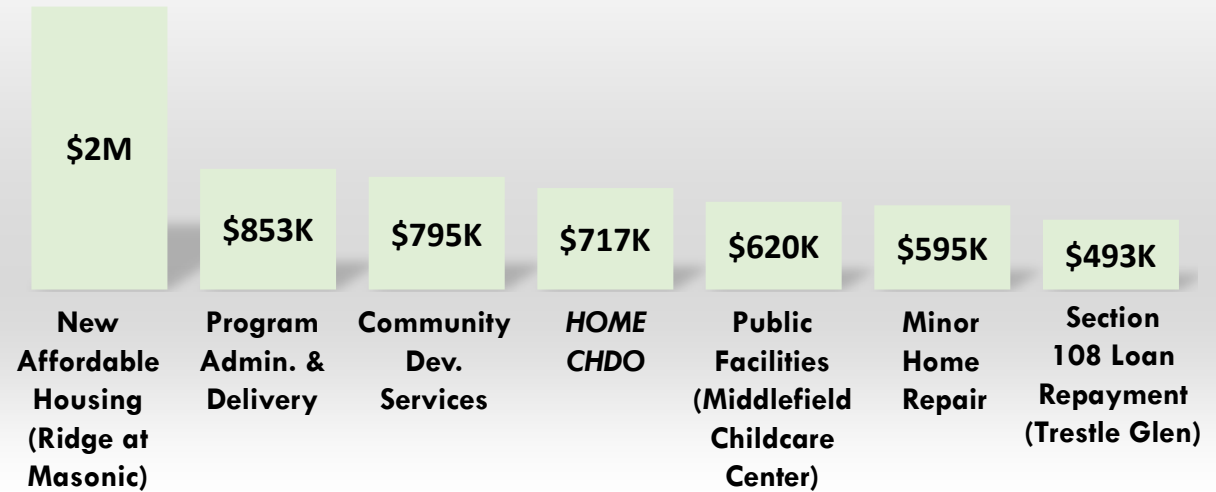 $2M
$853K
$795K
$717K
$620K
$595K
$493K
New
Affordable
Housing
(Ridge at
Masonic)
Program
Admin. &
Delivery
Community
Dev.
Services
HOME
CHDO
Public
Facilities
(Middlefield
Childcare
Center)
Minor
Home
Repair
Section
108 Loan
Repayment
(Trestle Glen)